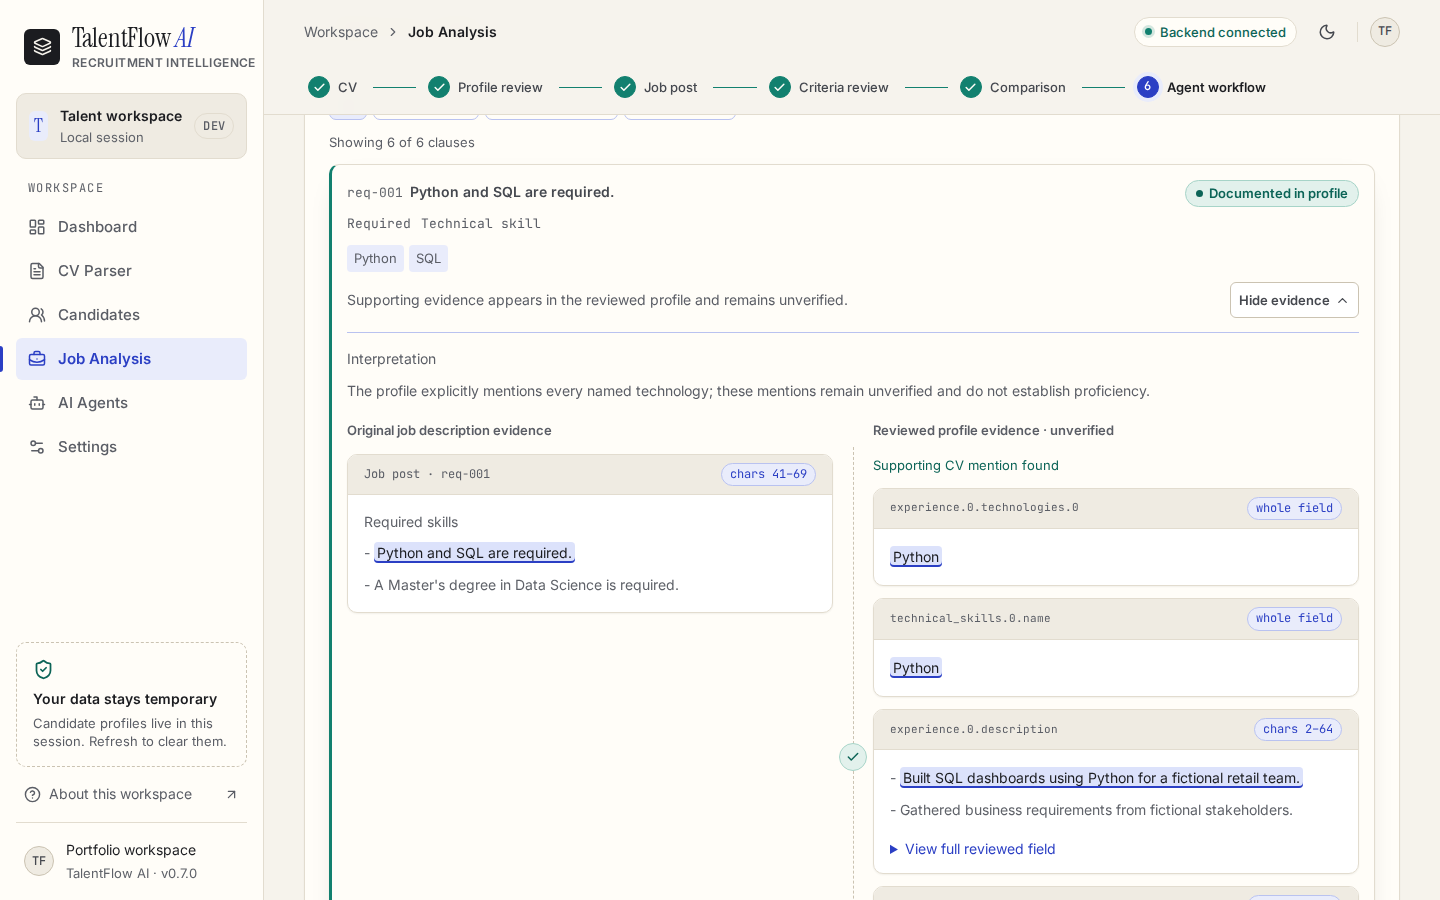 TalentFlow AI
RECRUITMENT INTELLIGENCE
T
Talent workspace
Local session
DEV
WORKSPACE
Dashboard
CV Parser
Candidates
Job Analysis
AI Agents
Settings
Your data stays temporary
Candidate profiles live in this
session. Refresh to clear them.
About this workspace
TF
Portfolio workspace
TalentFlow AI · v0.7.0
Workspace
Job Analysis
Backend connected
TF
CV
Profile review
Job post
Criteria review
Comparison
6
Agent workflow
Showing 6 of 6 clauses
req-001 Python and SQL are required.
Documented in profile
Required Technical skill
Python SQL
Supporting evidence appears in the reviewed profile and remains unverified.
Hide evidence
Interpretation
The profile explicitly mentions every named technology; these mentions remain unverified and do not establish proficiency.
Original job description evidence
Job post · req-001
chars 41–69
Required skills
- Python and SQL are required.
- A Master's degree in Data Science is required.
Reviewed profile evidence · unverified
Supporting CV mention found
experience.0.technologies.0
whole field
Python
technical_skills.0.name
whole field
Python
experience.0.description
chars 2–64
- Built SQL dashboards using Python for a fictional retail team.
- Gathered business requirements from fictional stakeholders.
View full reviewed field